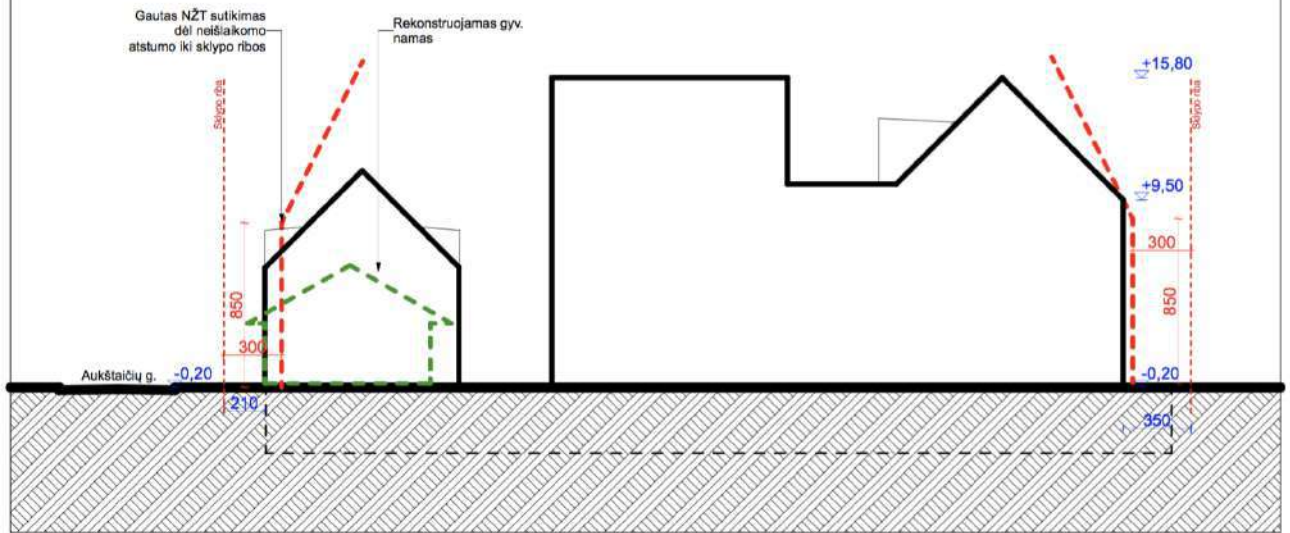 Gautas NŽT sutikimas
dėl neišlaikomo
atstumo iki sklypo ribos
Rekonstruojamas gyv.
namas
Sklypo riba
+15,80
Sklypo riba
+9,50
300
850
850
300
Aukštaičių g.
-0,20
-0,20
210
350